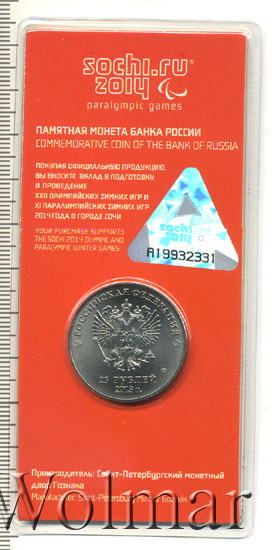 sochi.ru
2014
paralympic games
ПАМЯТНАЯ МОНЕТА БАНКА РОССИИ
COMMEMORATIVE COIN OF THE BANK OF RUSSIA
ПОКУПАЯ ОФИЦИАЛЬНУЮ ПРОДУКЦИЮ,
ВЫ ВНОСИТЕ ВКЛАД В ПОДГОТОВКУ
И ПРОВЕДЕНИЕ
XXII ОЛИМПИЙСКИХ ЗИМНИХ ИГР И
XI ПАРАЛИМПИЙСКИХ ЗИМНИХ ИГР
2014 ГОДА В ГОРОДЕ СОЧИ
YOUR PURCHASE SUPPORTS
THE SOCHI 2014 OLYMPIC AND
PARALYMPIC WINTER GAMES
sochi
2014
A19932331
РОССИЙСКАЯ ФЕДЕРАЦИЯ
25 РУБЛЕЙ
2013 г.
Производитель: Санкт-Петербургский монетный
двор Гознака
Manufacturer: Saint-Petersburg Mint of Goznak
Wolmar